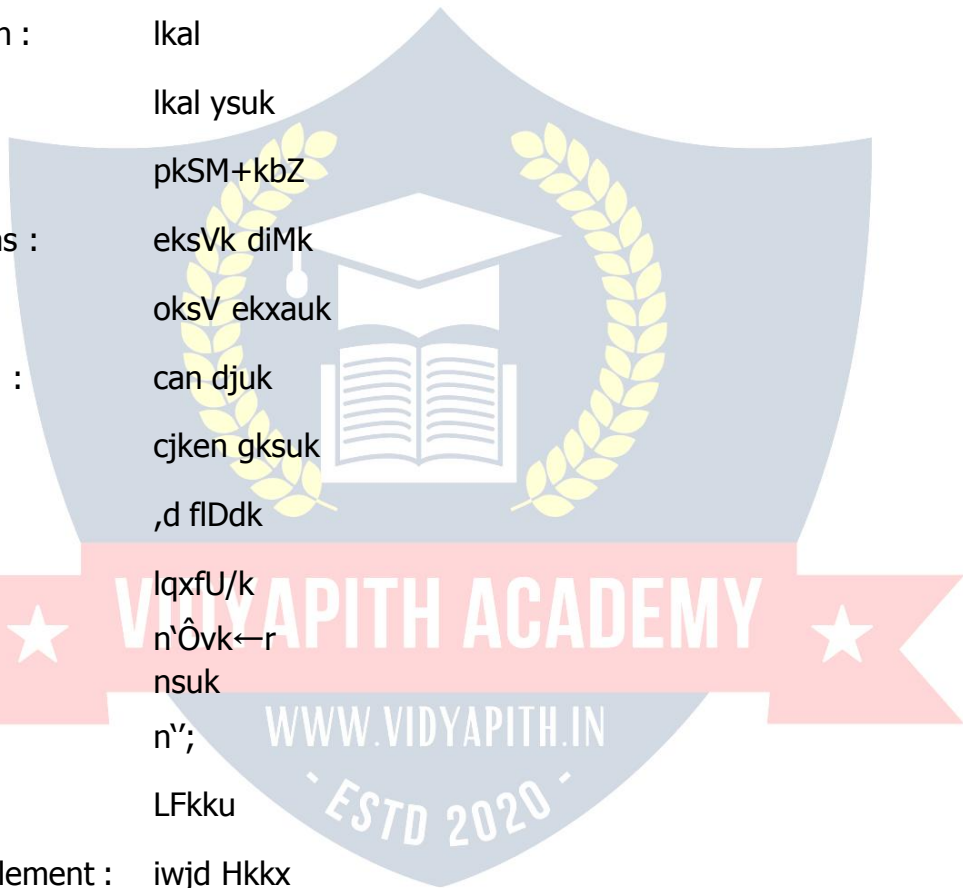 n : lkal
lkal ysuk
pkSM+kbZ
ns : eksVk diMk
oksV ekxauk
: can djuk
cjken gksuk
,d flDdk
lqxfU/k
n‘Ôvk←r
nsuk
n‘’;
LFkku
lement : iwjd Hkkx
VIDYAPITH ACADEMY
WWW.VIDYAPITH.IN
- ESTD 2020 -